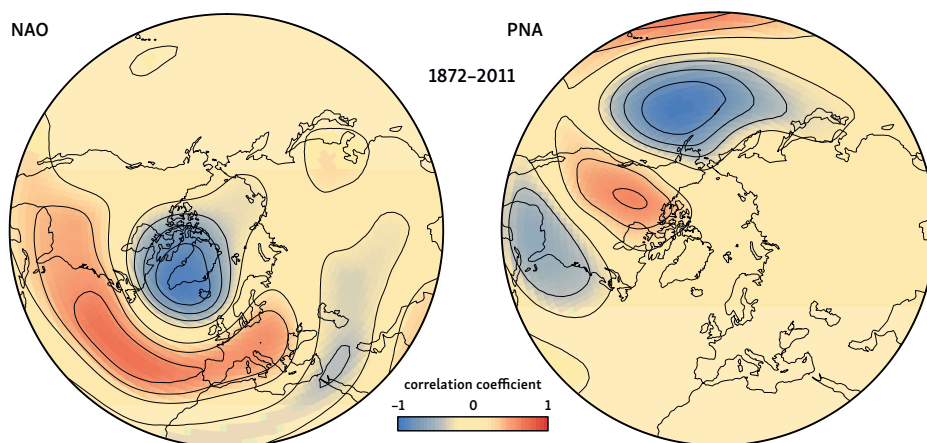 NAO
PNA
1872–2011
correlation coefficient
–1 0 1